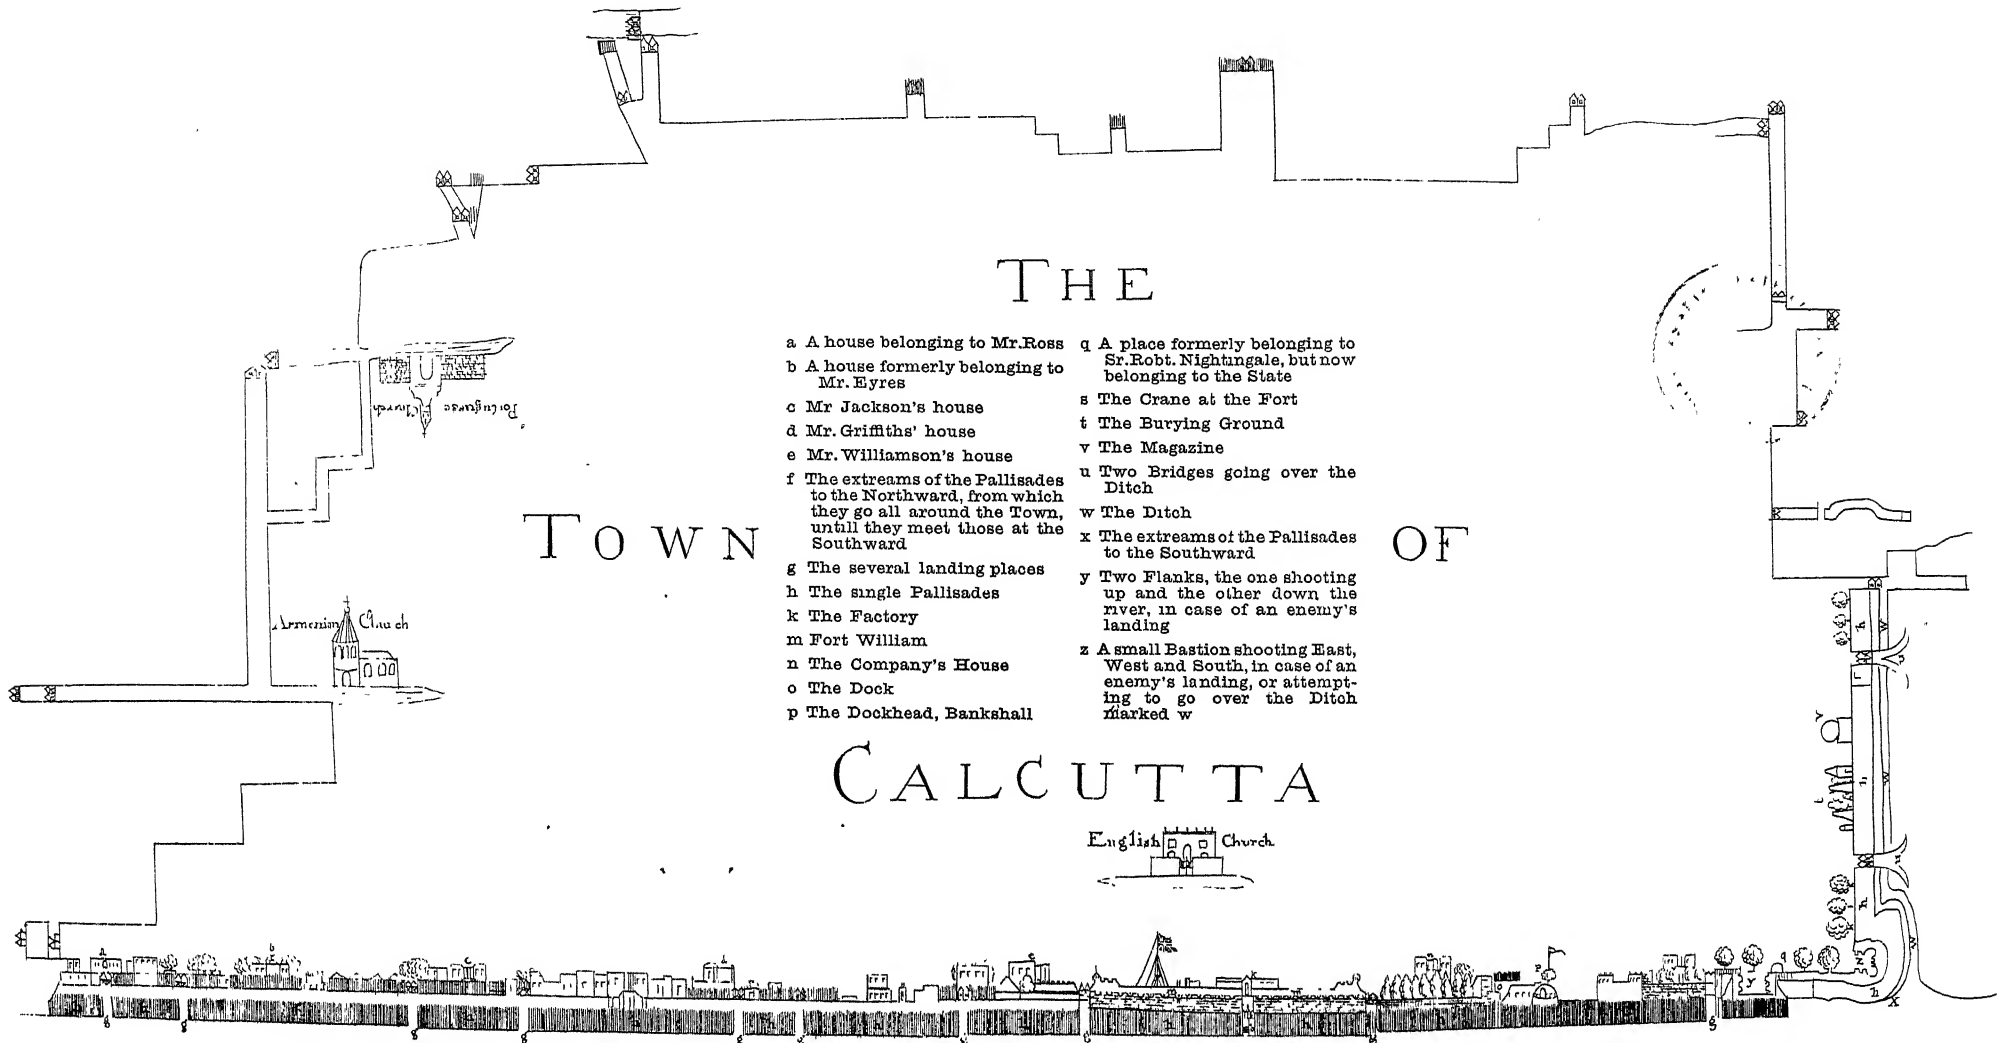 THE
a A house belonging to Mr. Ross
b A house formerly belonging to
Mr. Eyres
c Mr Jackson's house
d Mr. Griffiths' house
e Mr. Williamson's house
f The extreams of the Pallisades
to the Northward, from which
they go all around the Town,
untill they meet those at the
Southward
g The several landing places
h The single Pallisades
k The Factory
m Fort William
n The Company's House
o The Dock
p The Dockhead, Bankshall
q A place formerly belonging to
Sr. Robt. Nightingale, but now
belonging to the State
s The Crane at the Fort
t The Burying Ground
v The Magazine
u Two Bridges going over the
Ditch
w The Ditch
x The extreams of the Pallisades
to the Southward
y Two Flanks, the one shooting
up and the other down the
river, in case of an enemy's
landing
z A small Bastion shooting East,
West and South, in case of an
enemy's landing, or attempt-
ing to go over the Ditch
marked w
TOWN OF
CALCUTTA
Portuguese Church
Armenian Church
English Church